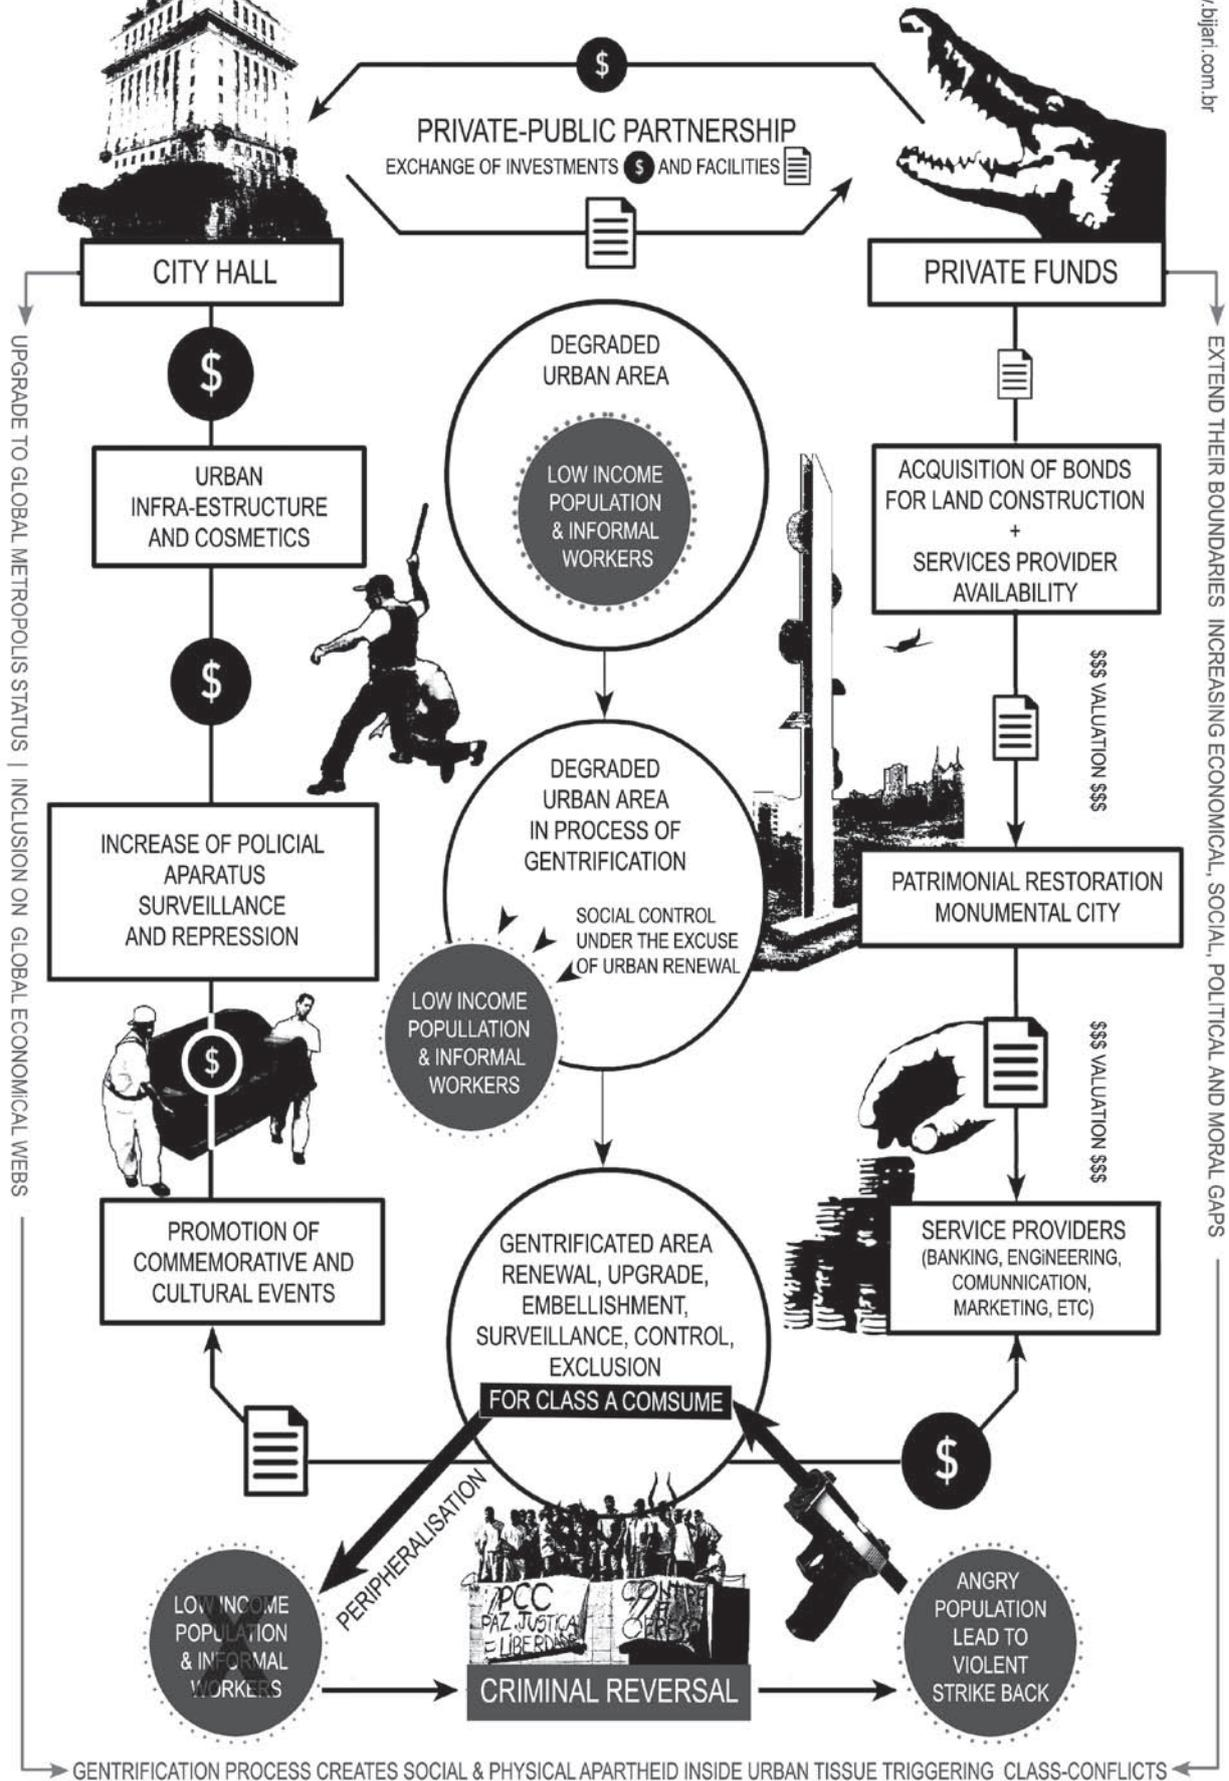 .bijari.com.br
$
PRIVATE-PUBLIC PARTNERSHIP
EXCHANGE OF INVESTMENTS $ AND FACILITIES
CITY HALL
PRIVATE FUNDS
UPGRADE TO GLOBAL METROPOLIS STATUS | INCLUSION ON GLOBAL ECONOMICAL WEBS
EXTEND THEIR BOUNDARIES INCREASING ECONOMICAL, SOCIAL, POLITICAL AND MORAL GAPS
$
URBAN
INFRA-ESTRUCTURE
AND COSMETICS
$
INCREASE OF POLICIAL
APARATUS
SURVEILLANCE
AND REPRESSION
$
PROMOTION OF
COMMEMORATIVE AND
CULTURAL EVENTS
DEGRADED
URBAN AREA
LOW INCOME
POPULATION
& INFORMAL
WORKERS
DEGRADED
URBAN AREA
IN PROCESS OF
GENTRIFICATION
SOCIAL CONTROL
UNDER THE EXCUSE
OF URBAN RENEWAL
LOW INCOME
POPULLATION
& INFORMAL
WORKERS
GENTRIFICATED AREA
RENEWAL, UPGRADE,
EMBELLISHMENT,
SURVEILLANCE, CONTROL,
EXCLUSION
FOR CLASS A COMSUME
ACQUISITION OF BONDS
FOR LAND CONSTRUCTION
+
SERVICES PROVIDER
AVAILABILITY
$$$ VALUATION $$$
PATRIMONIAL RESTORATION
MONUMENTAL CITY
$$$ VALUATION $$$
SERVICE PROVIDERS
(BANKING, ENGINEERING,
COMUNNICATION,
MARKETING, ETC)
$
PERIPHERALISATION
LOW INCOME
POPULATION
& INFORMAL
WORKERS
X
PCC
PAZ JUSTIÇA
E LIBERDADE
CONTRA
OPRESSO
CRIMINAL REVERSAL
ANGRY
POPULATION
LEAD TO
VIOLENT
STRIKE BACK
GENTRIFICATION PROCESS CREATES SOCIAL & PHYSICAL APARTHEID INSIDE URBAN TISSUE TRIGGERING CLASS-CONFLICTS